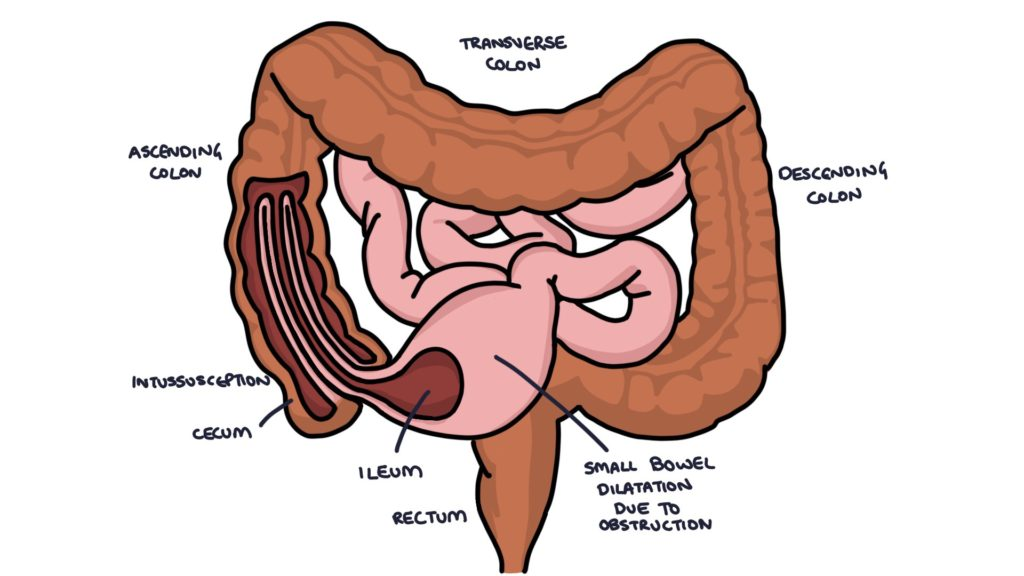 TRANSVERSE
COLON
ASCENDING
COLON
DESCENDING
COLON
INTUSSUSCEPTION
CECUM
ILEUM
RECTUM
SMALL BOWEL
DILATATION
DUE TO
OBSTRUCTION